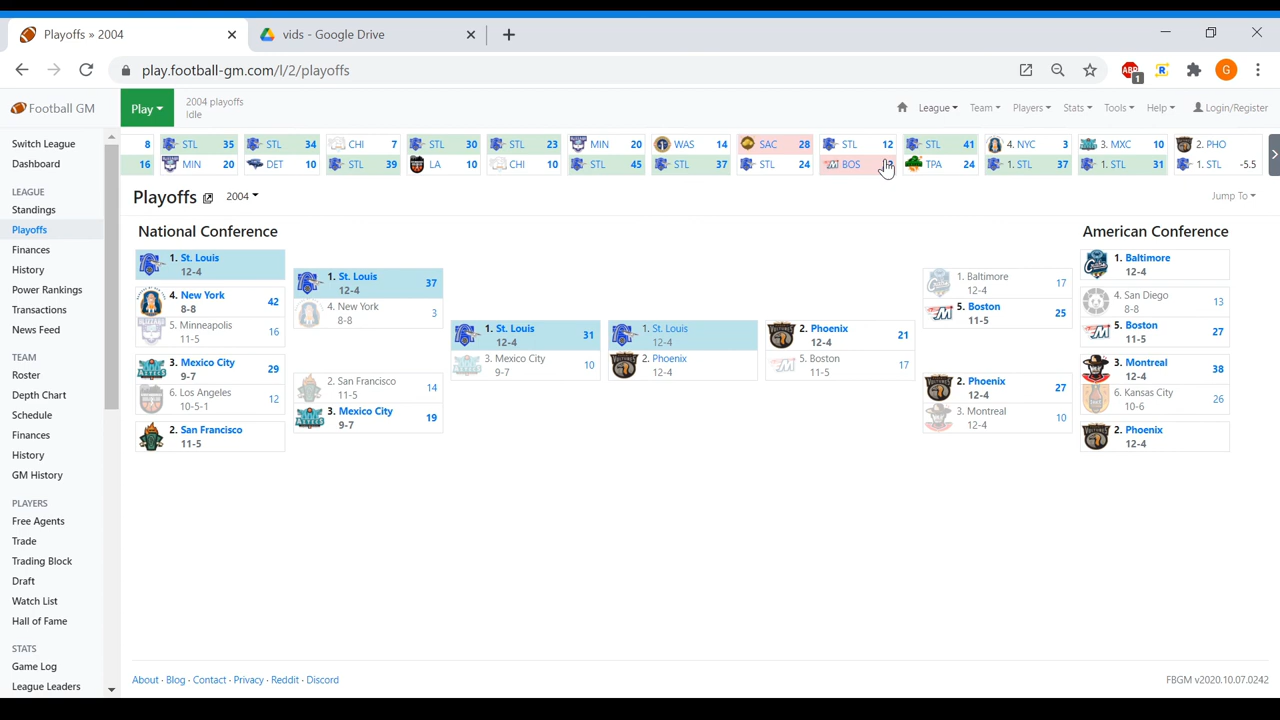 Playoffs » 2004
vids - Google Drive
play.football-gm.com/l/2/playoffs
ABP
1
R
G
Football GM
Play
2004 playoffs
Idle
League
Team
Players
Stats
Tools
Help
Login/Register
8 STL 35 STL 34 CHI 7 STL 30 STL 23 MIN 20 WAS 14 SAC 28 STL 12 STL 41 4. NYC 3 3. MXC 10 2. PHO
16 MIN 20 DET 10 STL 39 LA 10 CHI 10 STL 45 STL 37 STL 24 BOS TPA 24 1. STL 37 1. STL 31 1. STL -5.5
Switch League
Dashboard
LEAGUE
Standings
Playoffs
Finances
History
Power Rankings
Transactions
News Feed
TEAM
Roster
Depth Chart
Schedule
Finances
History
GM History
PLAYERS
Free Agents
Trade
Trading Block
Draft
Watch List
Hall of Fame
STATS
Game Log
League Leaders
Playoffs 2004
Jump To
National Conference
1. St. Louis
12-4
4. New York 42
8-8
5. Minneapolis 16
11-5
3. Mexico City 29
9-7
6. Los Angeles 12
10-5-1
2. San Francisco
11-5
1. St. Louis 37
12-4
4. New York 3
8-8
2. San Francisco 14
11-5
3. Mexico City 19
9-7
1. St. Louis 31
12-4
3. Mexico City 10
9-7
1. St. Louis
12-4
2. Phoenix
12-4
2. Phoenix 21
12-4
5. Boston 17
11-5
1. Baltimore 17
12-4
5. Boston 25
11-5
2. Phoenix 27
12-4
3. Montreal 10
12-4
American Conference
1. Baltimore
12-4
4. San Diego 13
8-8
5. Boston 27
11-5
3. Montreal 38
12-4
6. Kansas City 26
10-6
2. Phoenix
12-4
About · Blog · Contact · Privacy · Reddit · Discord
FBGM v2020.10.07.0242